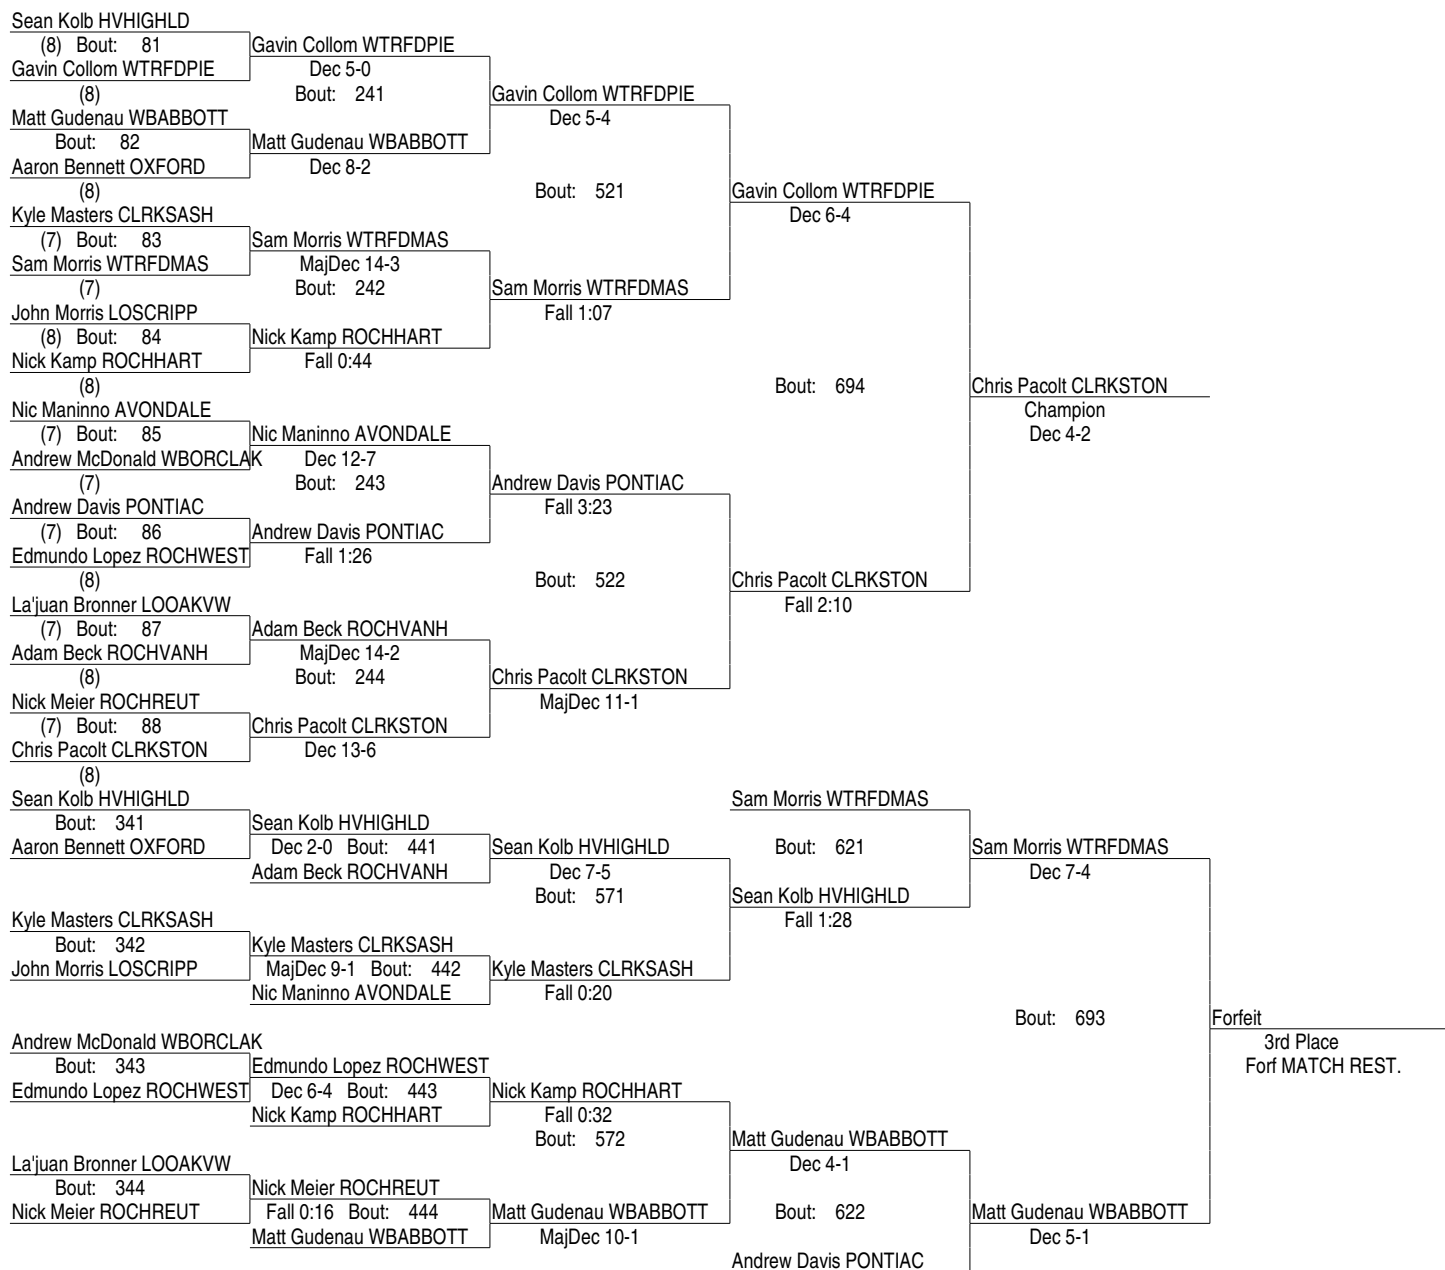 Sean Kolb HVHIGHLD
(8) Bout: 81 Gavin Collom WTRFDPIE
Gavin Collom WTRFDPIE Dec 5-0
(8) Bout: 241 Gavin Collom WTRFDPIE
Matt Gudenau WBABBOTT Dec 5-4
Bout: 82 Matt Gudenau WBABBOTT
Aaron Bennett OXFORD Dec 8-2
(8) Bout: 521 Gavin Collom WTRFDPIE
Kyle Masters CLRKSASH Dec 6-4
(7) Bout: 83 Sam Morris WTRFDMAS
Sam Morris WTRFDMAS MajDec 14-3
(7) Bout: 242 Sam Morris WTRFDMAS
John Morris LOSCRIPP Fall 1:07
(8) Bout: 84 Nick Kamp ROCHHART
Nick Kamp ROCHHART Fall 0:44
(8) Bout: 694 Chris Pacolt CLRKSTON
Nic Maninno AVONDALE Champion
(7) Bout: 85 Nic Maninno AVONDALE Dec 4-2
Andrew McDonald WBORCLAK Dec 12-7
(7) Bout: 243 Andrew Davis PONTIAC
Andrew Davis PONTIAC Fall 3:23
(7) Bout: 86 Andrew Davis PONTIAC
Edmundo Lopez ROCHWEST Fall 1:26
(8) Bout: 522 Chris Pacolt CLRKSTON
La'juan Bronner LOOAKVW Fall 2:10
(7) Bout: 87 Adam Beck ROCHVANH
Adam Beck ROCHVANH MajDec 14-2
(8) Bout: 244 Chris Pacolt CLRKSTON
Nick Meier ROCHREUT MajDec 11-1
(7) Bout: 88 Chris Pacolt CLRKSTON
Chris Pacolt CLRKSTON Dec 13-6
(8)
Sean Kolb HVHIGHLD Sam Morris WTRFDMAS
Bout: 341 Sean Kolb HVHIGHLD
Aaron Bennett OXFORD Dec 2-0 Bout: 441 Sean Kolb HVHIGHLD Bout: 621 Sam Morris WTRFDMAS
Adam Beck ROCHVANH Dec 7-5 Dec 7-4
Bout: 571 Sean Kolb HVHIGHLD
Kyle Masters CLRKSASH Fall 1:28
Bout: 342 Kyle Masters CLRKSASH
John Morris LOSCRIPP MajDec 9-1 Bout: 442 Kyle Masters CLRKSASH
Nic Maninno AVONDALE Fall 0:20
Bout: 693 Forfeit
Andrew McDonald WBORCLAK 3rd Place
Bout: 343 Edmundo Lopez ROCHWEST Forf MATCH REST.
Edmundo Lopez ROCHWEST Dec 6-4 Bout: 443 Nick Kamp ROCHHART
Nick Kamp ROCHHART Fall 0:32
Bout: 572 Matt Gudenau WBABBOTT
La'juan Bronner LOOAKVW Dec 4-1
Bout: 344 Nick Meier ROCHREUT
Nick Meier ROCHREUT Fall 0:16 Bout: 444 Matt Gudenau WBABBOTT Bout: 622 Matt Gudenau WBABBOTT
Matt Gudenau WBABBOTT MajDec 10-1 Dec 5-1
Andrew Davis PONTIAC